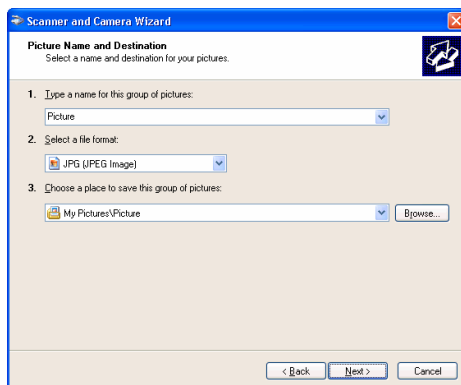 Scanner and Camera Wizard
Picture Name and Destination
Select a name and destination for your pictures.
1. Type a name for this group of pictures:
Picture
2. Select a file format:
JPG (JPEG Image)
3. Choose a place to save this group of pictures:
My Pictures\Picture
Browse...
< Back
Next >
Cancel